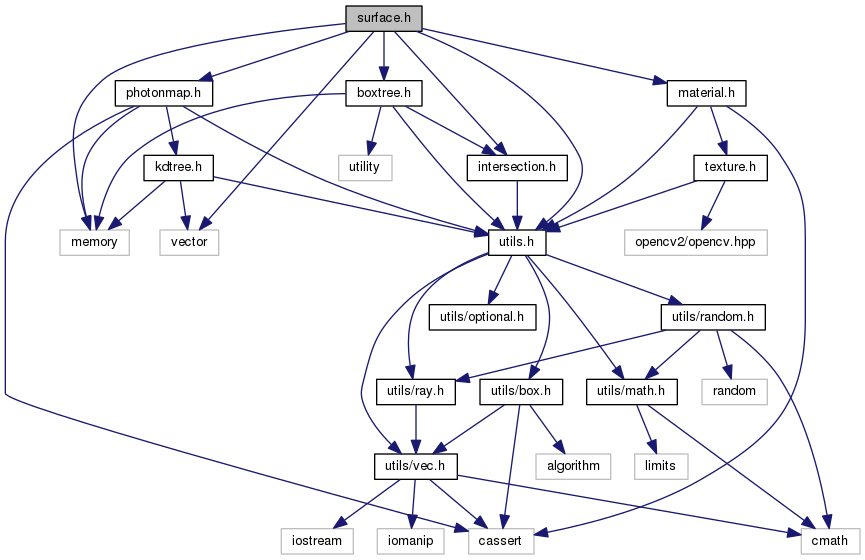 surface.h
photonmap.h
boxtree.h
material.h
kdtree.h
utility
intersection.h
texture.h
memory
vector
utils.h
opencv2/opencv.hpp
utils/optional.h
utils/random.h
utils/ray.h
utils/box.h
utils/math.h
random
utils/vec.h
algorithm
limits
iostream
iomanip
cassert
cmath